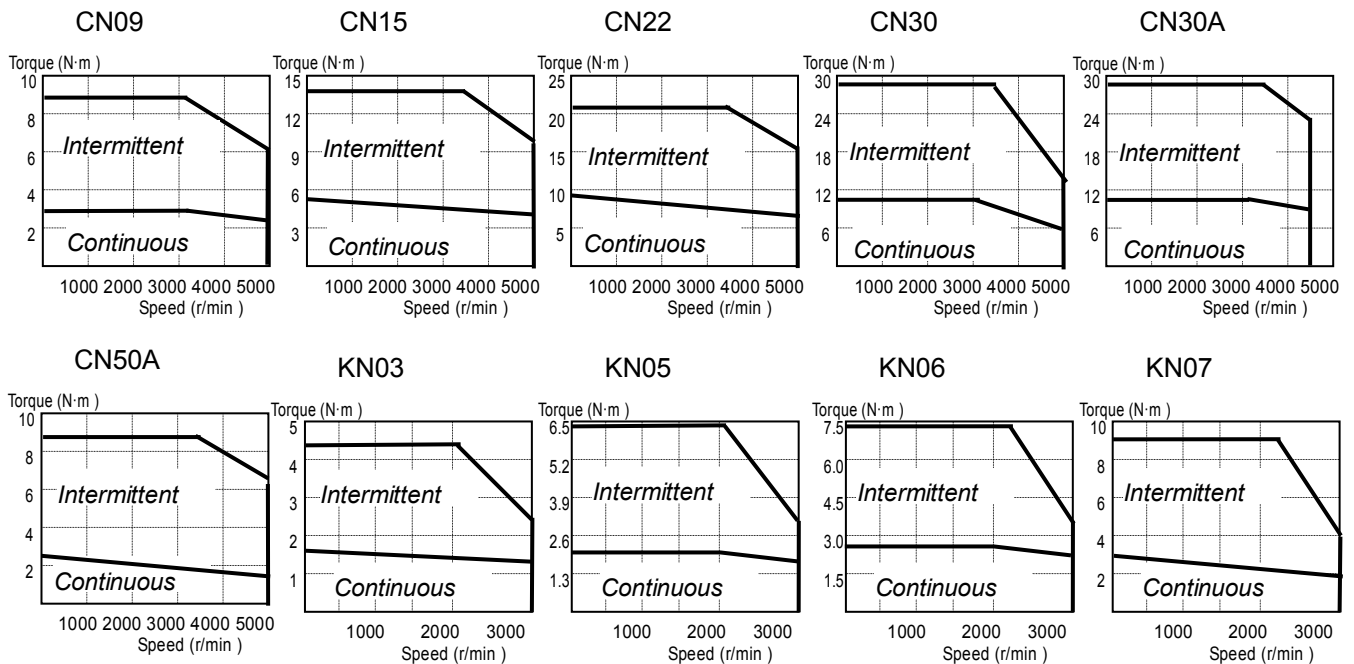 CN09 CN15 CN22 CN30 CN30A
Torque (N·m ) Torque (N·m ) Torque (N·m ) Torque (N·m ) Torque (N·m )
10 15 25 30 30
8 12 20 24 24
Intermittent Intermittent Intermittent Intermittent Intermittent
6 9 15 18 18
4 6 10 12 12
2 3 5 6 6
Continuous Continuous Continuous Continuous Continuous
1000 2000 3000 4000 5000 1000 2000 3000 4000 5000 1000 2000 3000 4000 5000 1000 2000 3000 4000 5000 1000 2000 3000 4000 5000
Speed (r/min ) Speed (r/min ) Speed (r/min ) Speed (r/min ) Speed (r/min )
CN50A KN03 KN05 KN06 KN07
Torque (N·m ) Torque (N·m ) Torque (N·m ) Torque (N·m ) Torque (N·m )
10 5 6.5 7.5 10
8 4 5.2 6.0 8
Intermittent Intermittent Intermittent Intermittent Intermittent
6 3 3.9 4.5 6
4 2 2.6 3.0 4
2 1 1.3 1.5 2
Continuous Continuous Continuous Continuous Continuous
1000 2000 3000 4000 5000 1000 2000 3000 1000 2000 3000 1000 2000 3000 1000 2000 3000
Speed (r/min ) Speed (r/min ) Speed (r/min ) Speed (r/min ) Speed (r/min )